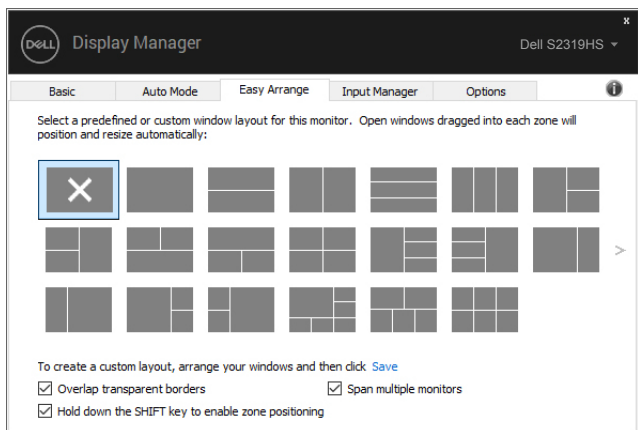 x
DELL Display Manager
Dell S2319HS
Basic Auto Mode Easy Arrange Input Manager Options
Select a predefined or custom window layout for this monitor. Open windows dragged into each zone will
position and resize automatically:
>
To create a custom layout, arrange your windows and then click Save
Overlap transparent borders Span multiple monitors
Hold down the SHIFT key to enable zone positioning